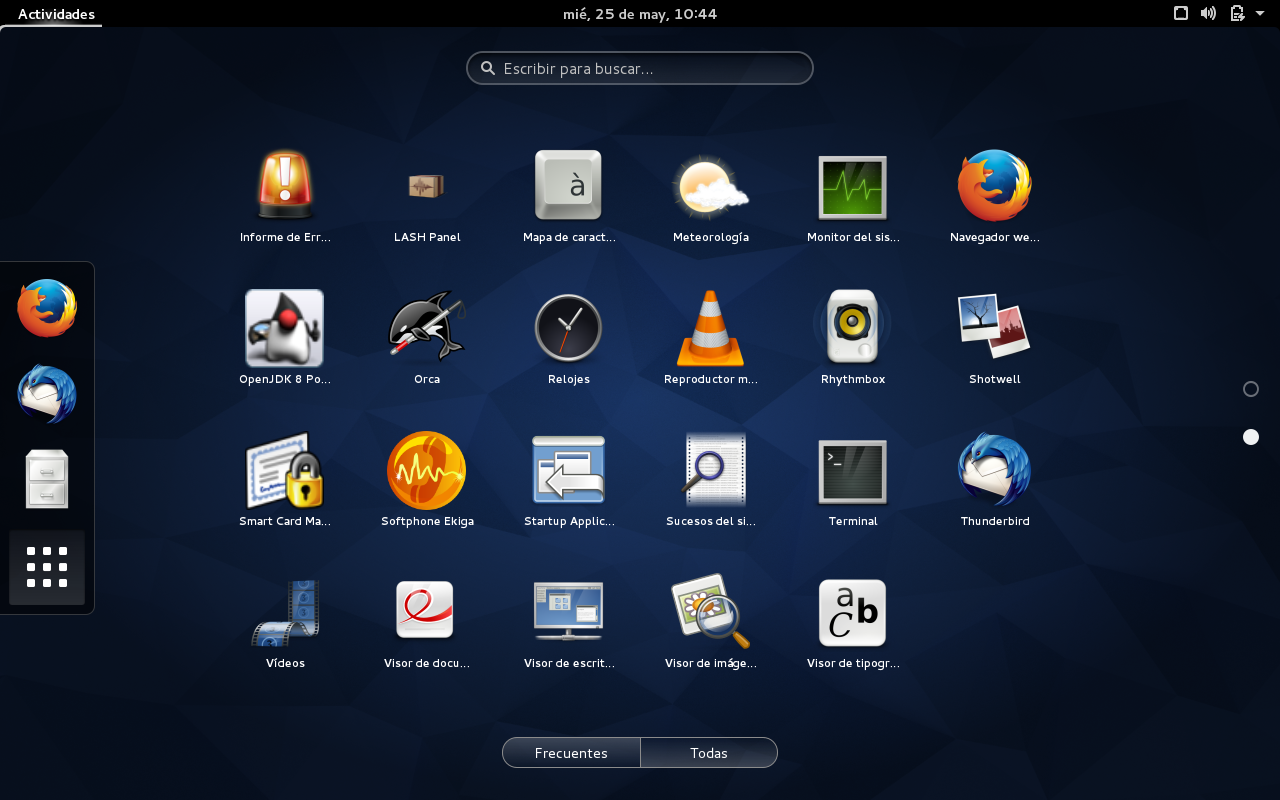 Actividades
mié, 25 de may, 10:44
Escribir para buscar...
Informe de Err...
LASH Panel
à
Mapa de caract...
Meteorología
Monitor del sis...
Navegador we...
OpenJDK 8 Po...
Orca
Relojes
Reproductor m...
Rhythmbox
Shotwell
Smart Card Ma...
Softphone Ekiga
Startup Applic...
Sucesos del si...
>_
Terminal
Thunderbird
Vídeos
Visor de docu...
Visor de escrit...
Visor de imáge...
a b C
Visor de tipogr...
Frecuentes
Todas